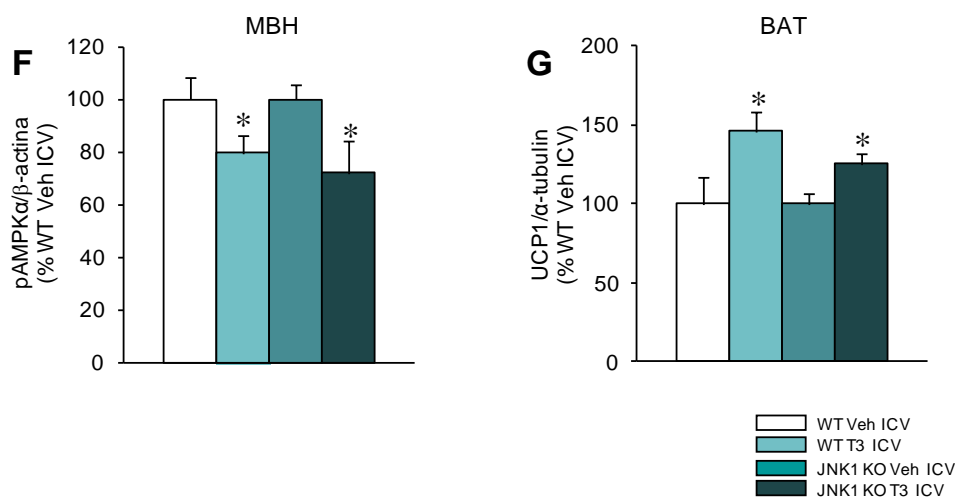 F
MBH
pAMPKα/β-actina
(% WT Veh ICV)
120
100
80
60
40
20
0
*
*
G
BAT
UCP1/α-tubulin
(% WT Veh ICV)
200
150
100
50
0
*
*
WT Veh ICV
WT T3 ICV
JNK1 KO Veh ICV
JNK1 KO T3 ICV